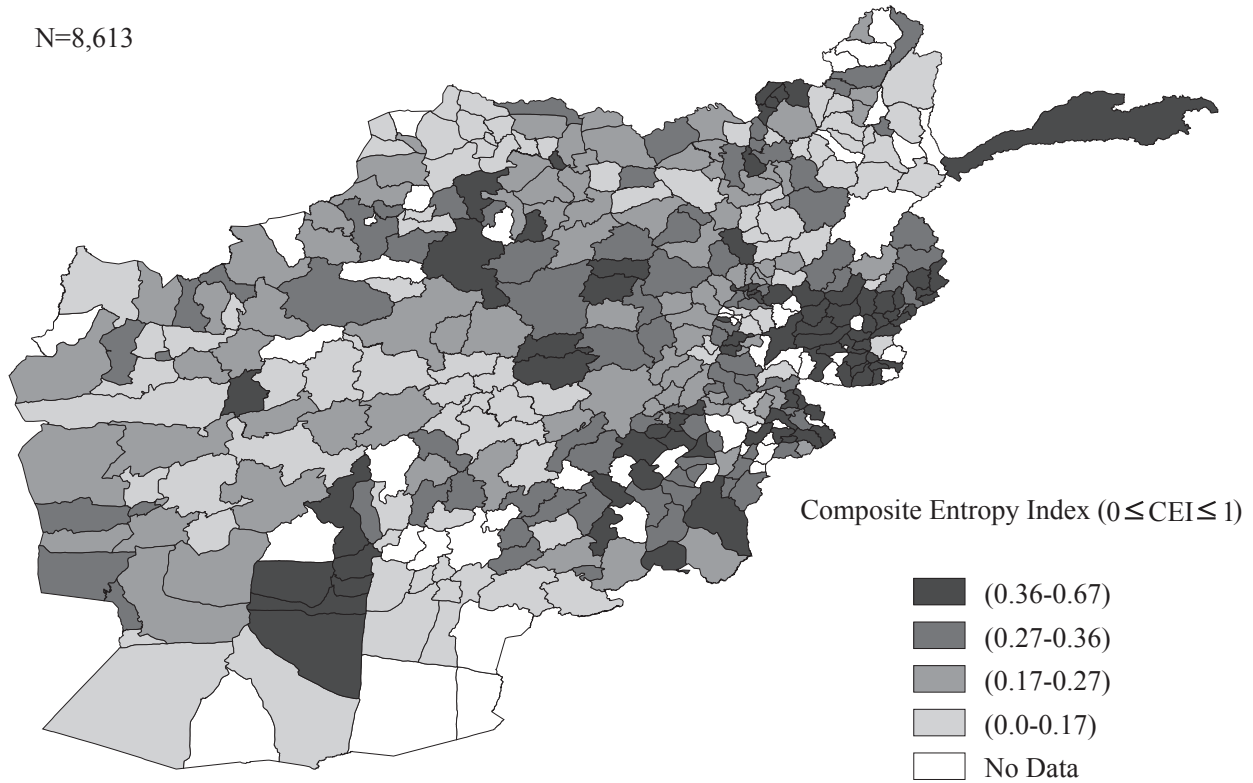 N=8,613
Composite Entropy Index (0≤CEI≤1)
(0.36-0.67)
(0.27-0.36)
(0.17-0.27)
(0.0-0.17)
No Data